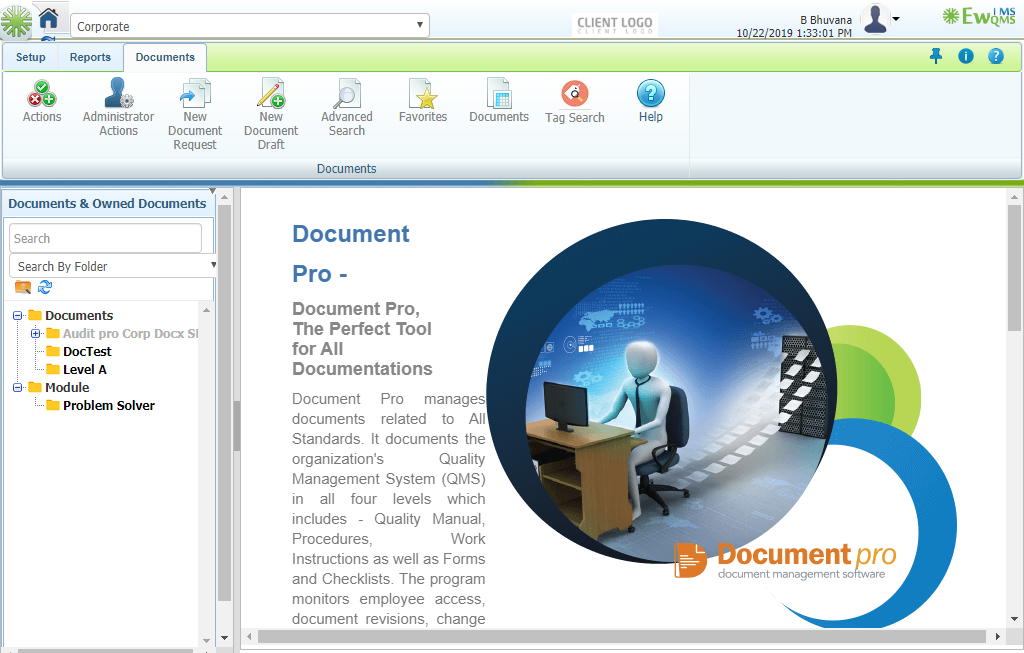 Corporate
CLIENT LOGO
CLIENT LOGO
B Bhuvana
10/22/2019 1:33:01 PM
EwQMS
LMS
Setup
Reports
Documents
Actions
Administrator
Actions
New
Document
Request
New
Document
Draft
Advanced
Search
Favorites
Documents
Tag Search
Help
Documents
Documents & Owned Documents
Search
Search By Folder
Documents
Audit pro Corp Docx
DocTest
Level A
Module
Problem Solver
Document
Pro -
Document Pro,
The Perfect Tool
for All
Documentations
Document Pro manages
documents related to All
Standards. It documents the
organization's Quality
Management System (QMS)
in all four levels which
includes - Quality Manual,
Procedures, Work
Instructions as well as Forms
and Checklists. The program
monitors employee access,
document revisions, change
Document pro
document management software